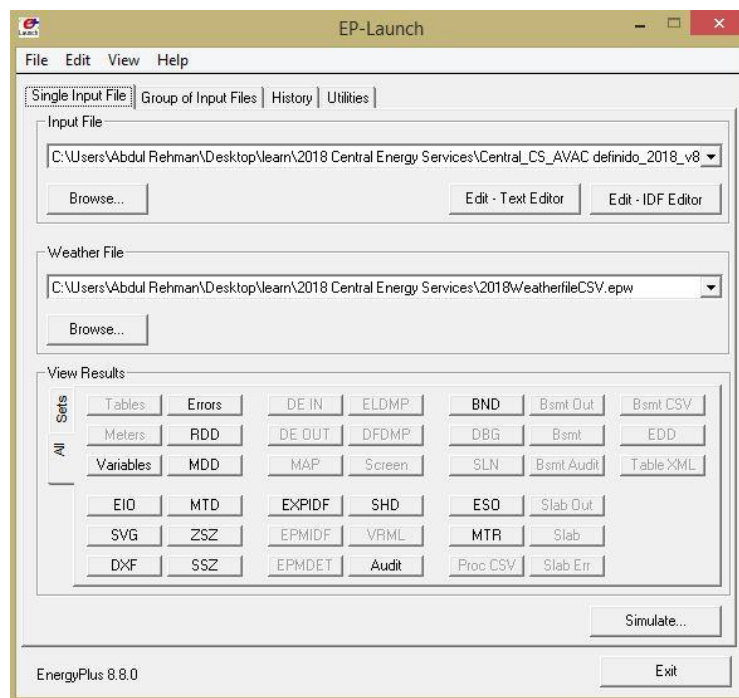 Launch
EP-Launch
File Edit View Help
Single Input File Group of Input Files History Utilities
Input File
C:\Users\Abdul Rehman\Desktop\learn\2018 Central Energy Services\Central_CS_AVAC definido_2018_v8
Browse... Edit - Text Editor Edit - IDF Editor
Weather File
C:\Users\Abdul Rehman\Desktop\learn\2018 Central Energy Services\2018WeatherfileCSV.epw
Browse...
View Results
Sets
All
Tables Errors DE IN ELDMP BND Bsmt Out Bsmt CSV
Meters RDD DE OUT DFDMP DBG Bsmt EDD
Variables MDD MAP Screen SLN Bsmt Audit Table XML
EIO MTD EXPIDF SHD ESO Slab Out
SVG ZSZ EPMIDF VRML MTR Slab
DXF SSZ EPMDET Audit Proc CSV Slab Err
Simulate...
EnergyPlus 8.8.0 Exit